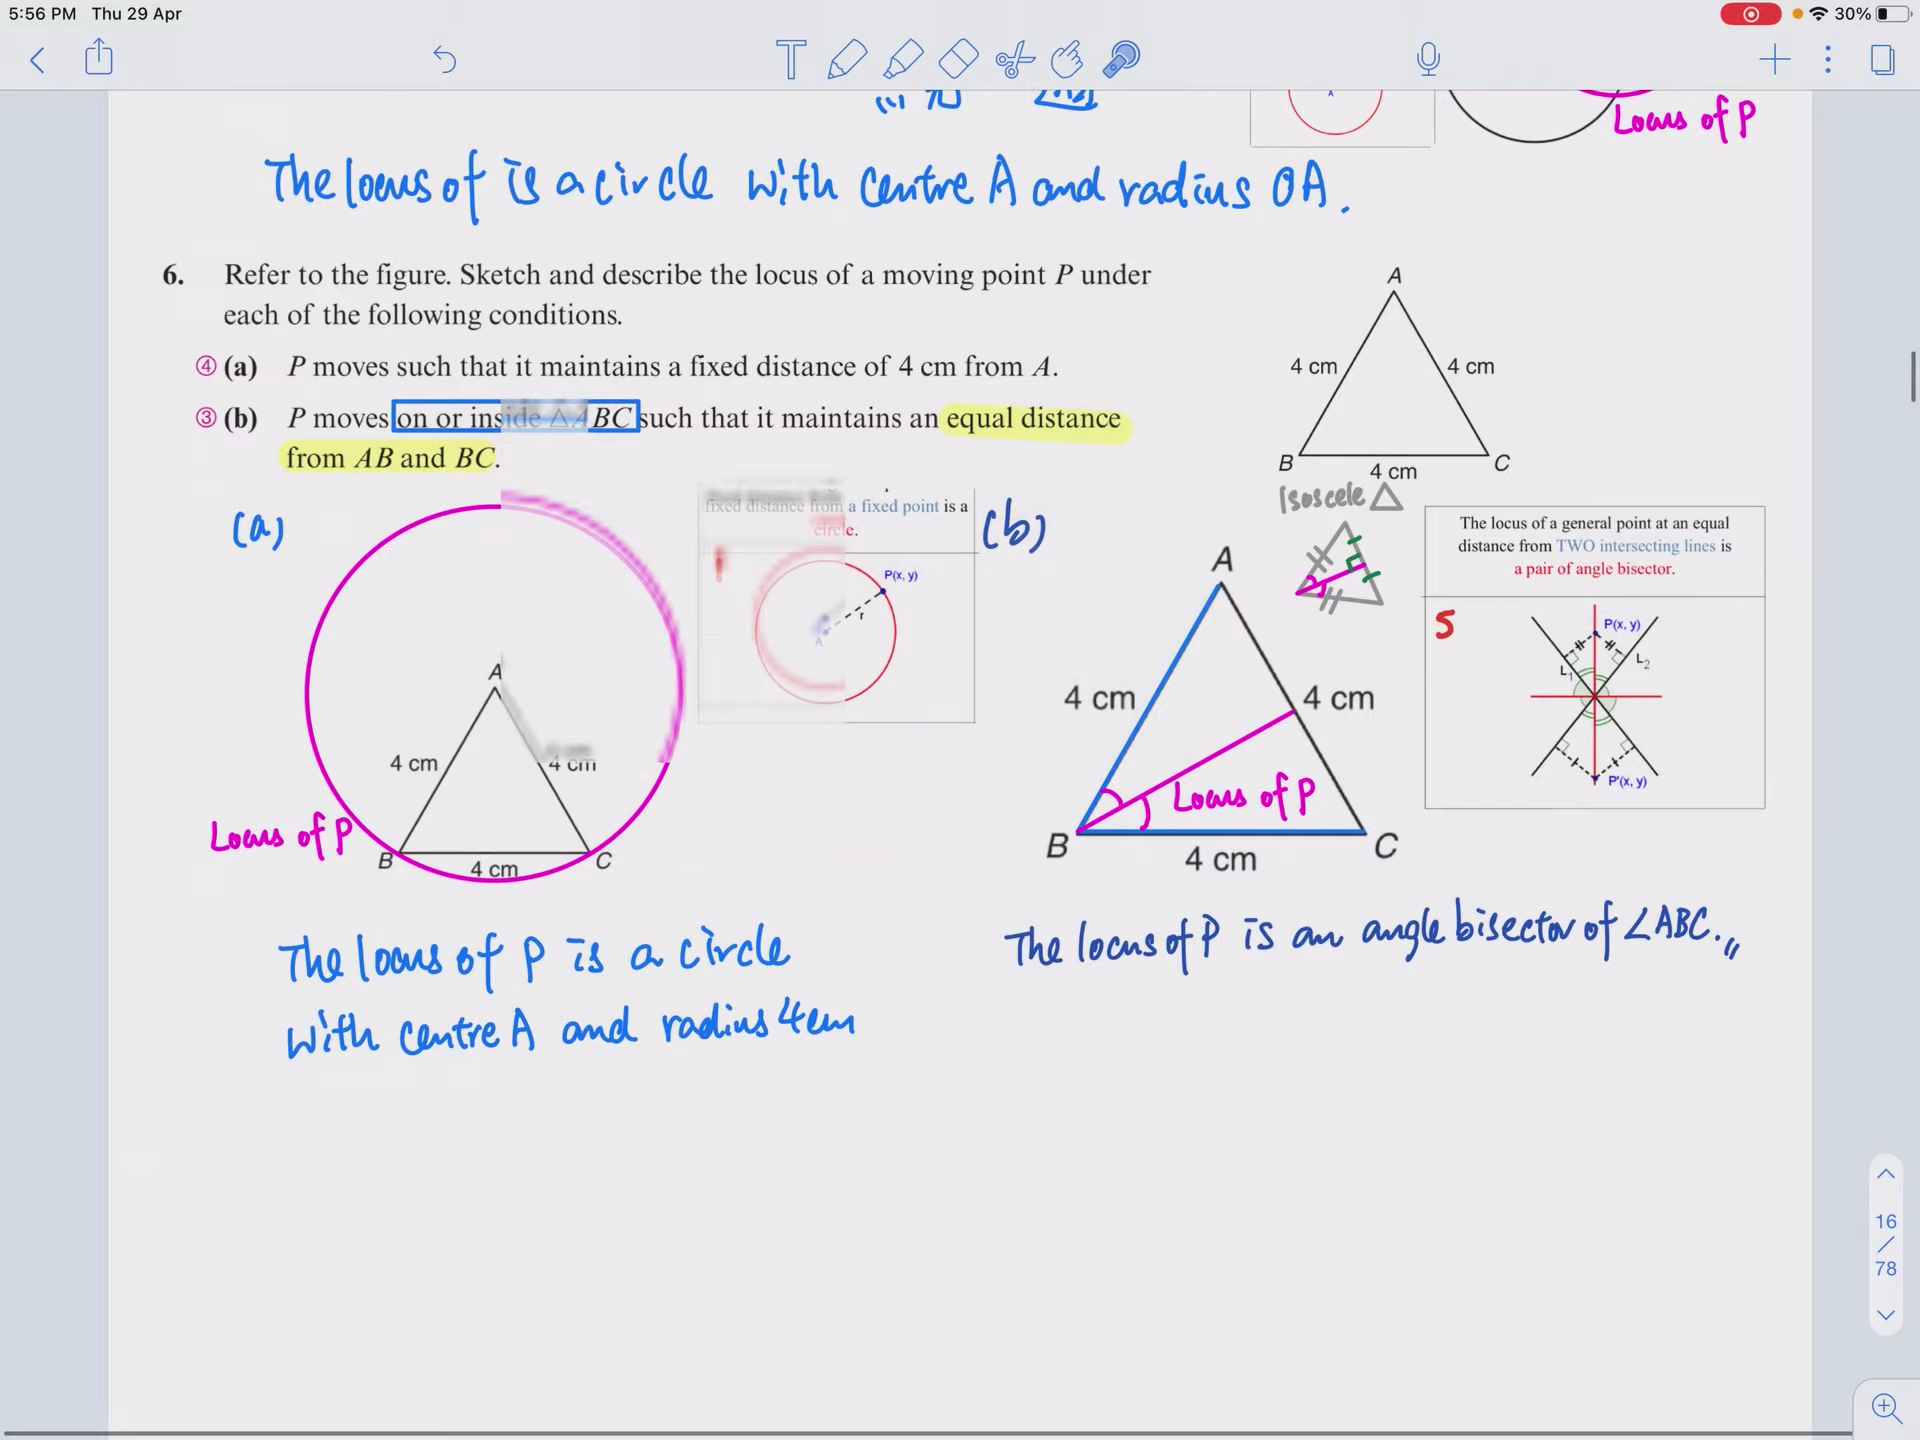 5:56 PM Thu 29 Apr
30%
Locus of P
The locus of is a circle with centre A and radius OA.
6. Refer to the figure. Sketch and describe the locus of a moving point P under
each of the following conditions.
④ (a) P moves such that it maintains a fixed distance of 4 cm from A.
③ (b) P moves on or inside △ABC such that it maintains an equal distance
from AB and BC.
A
4 cm
4 cm
B
C
4 cm
Isoscele △
(a)
fixed distance from a fixed point is a
circle.
P(x, y)
r
A
(b)
The locus of a general point at an equal
distance from TWO intersecting lines is
a pair of angle bisector.
5
P(x, y)
L1
L2
P'(x, y)
A
4 cm
4 cm
Locus of P
B
C
4 cm
A
4 cm
4 cm
Locus of P
B
C
4 cm
The locus of P is a circle
with centre A and radius 4cm
The locus of P is an angle bisector of ∠ABC.,,
16
/
78